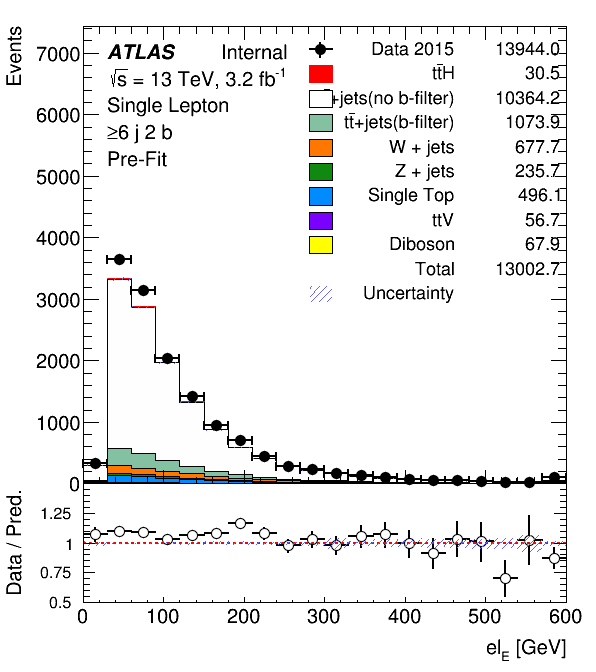 Events
ATLAS Internal
√s = 13 TeV, 3.2 fb-1
Single Lepton
≥6 j 2 b
Pre-Fit
Data 2015 13944.0
tt̄H 30.5
+jets(no b-filter) 10364.2
tt̄+jets(b-filter) 1073.9
W + jets 677.7
Z + jets 235.7
Single Top 496.1
ttV 56.7
Diboson 67.9
Total 13002.7
Uncertainty
7000
6000
5000
4000
3000
2000
1000
0
Data / Pred.
1.25
1
0.75
0.5
0 100 200 300 400 500 600
el_E [GeV]